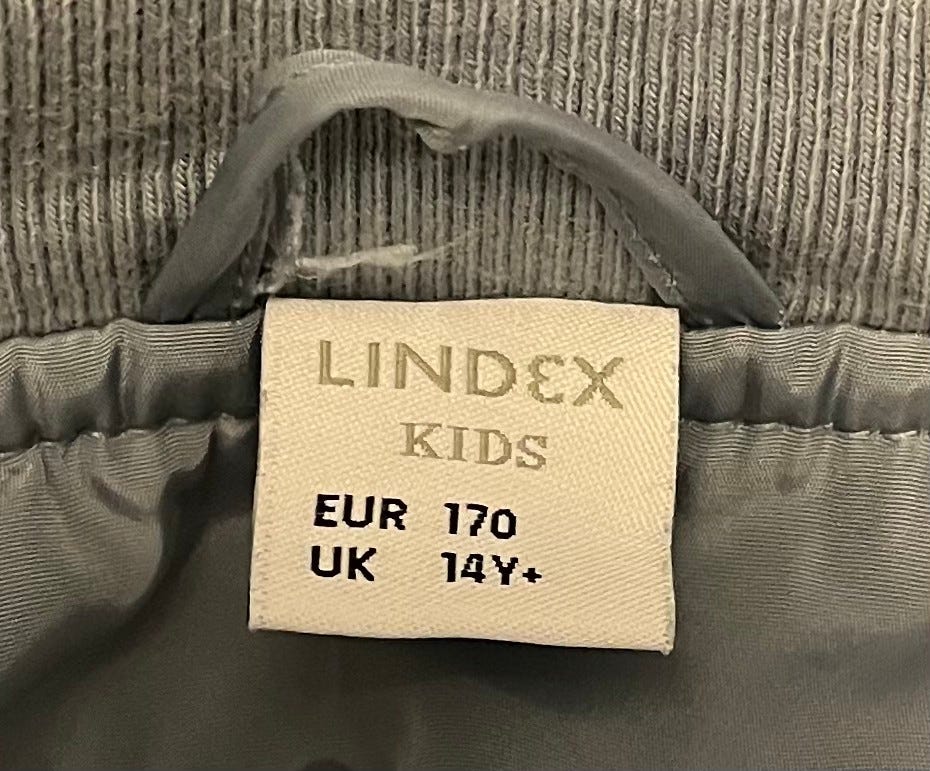 LINDEX
KIDS
EUR 170
UK 14Y+